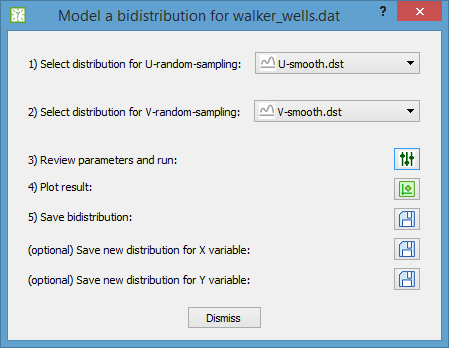 Model a bidistribution for walker_wells.dat
1) Select distribution for U-random-sampling: U-smooth.dst
2) Select distribution for V-random-sampling: V-smooth.dst
3) Review parameters and run:
4) Plot result:
5) Save bidistribution:
(optional) Save new distribution for X variable:
(optional) Save new distribution for Y variable:
Dismiss